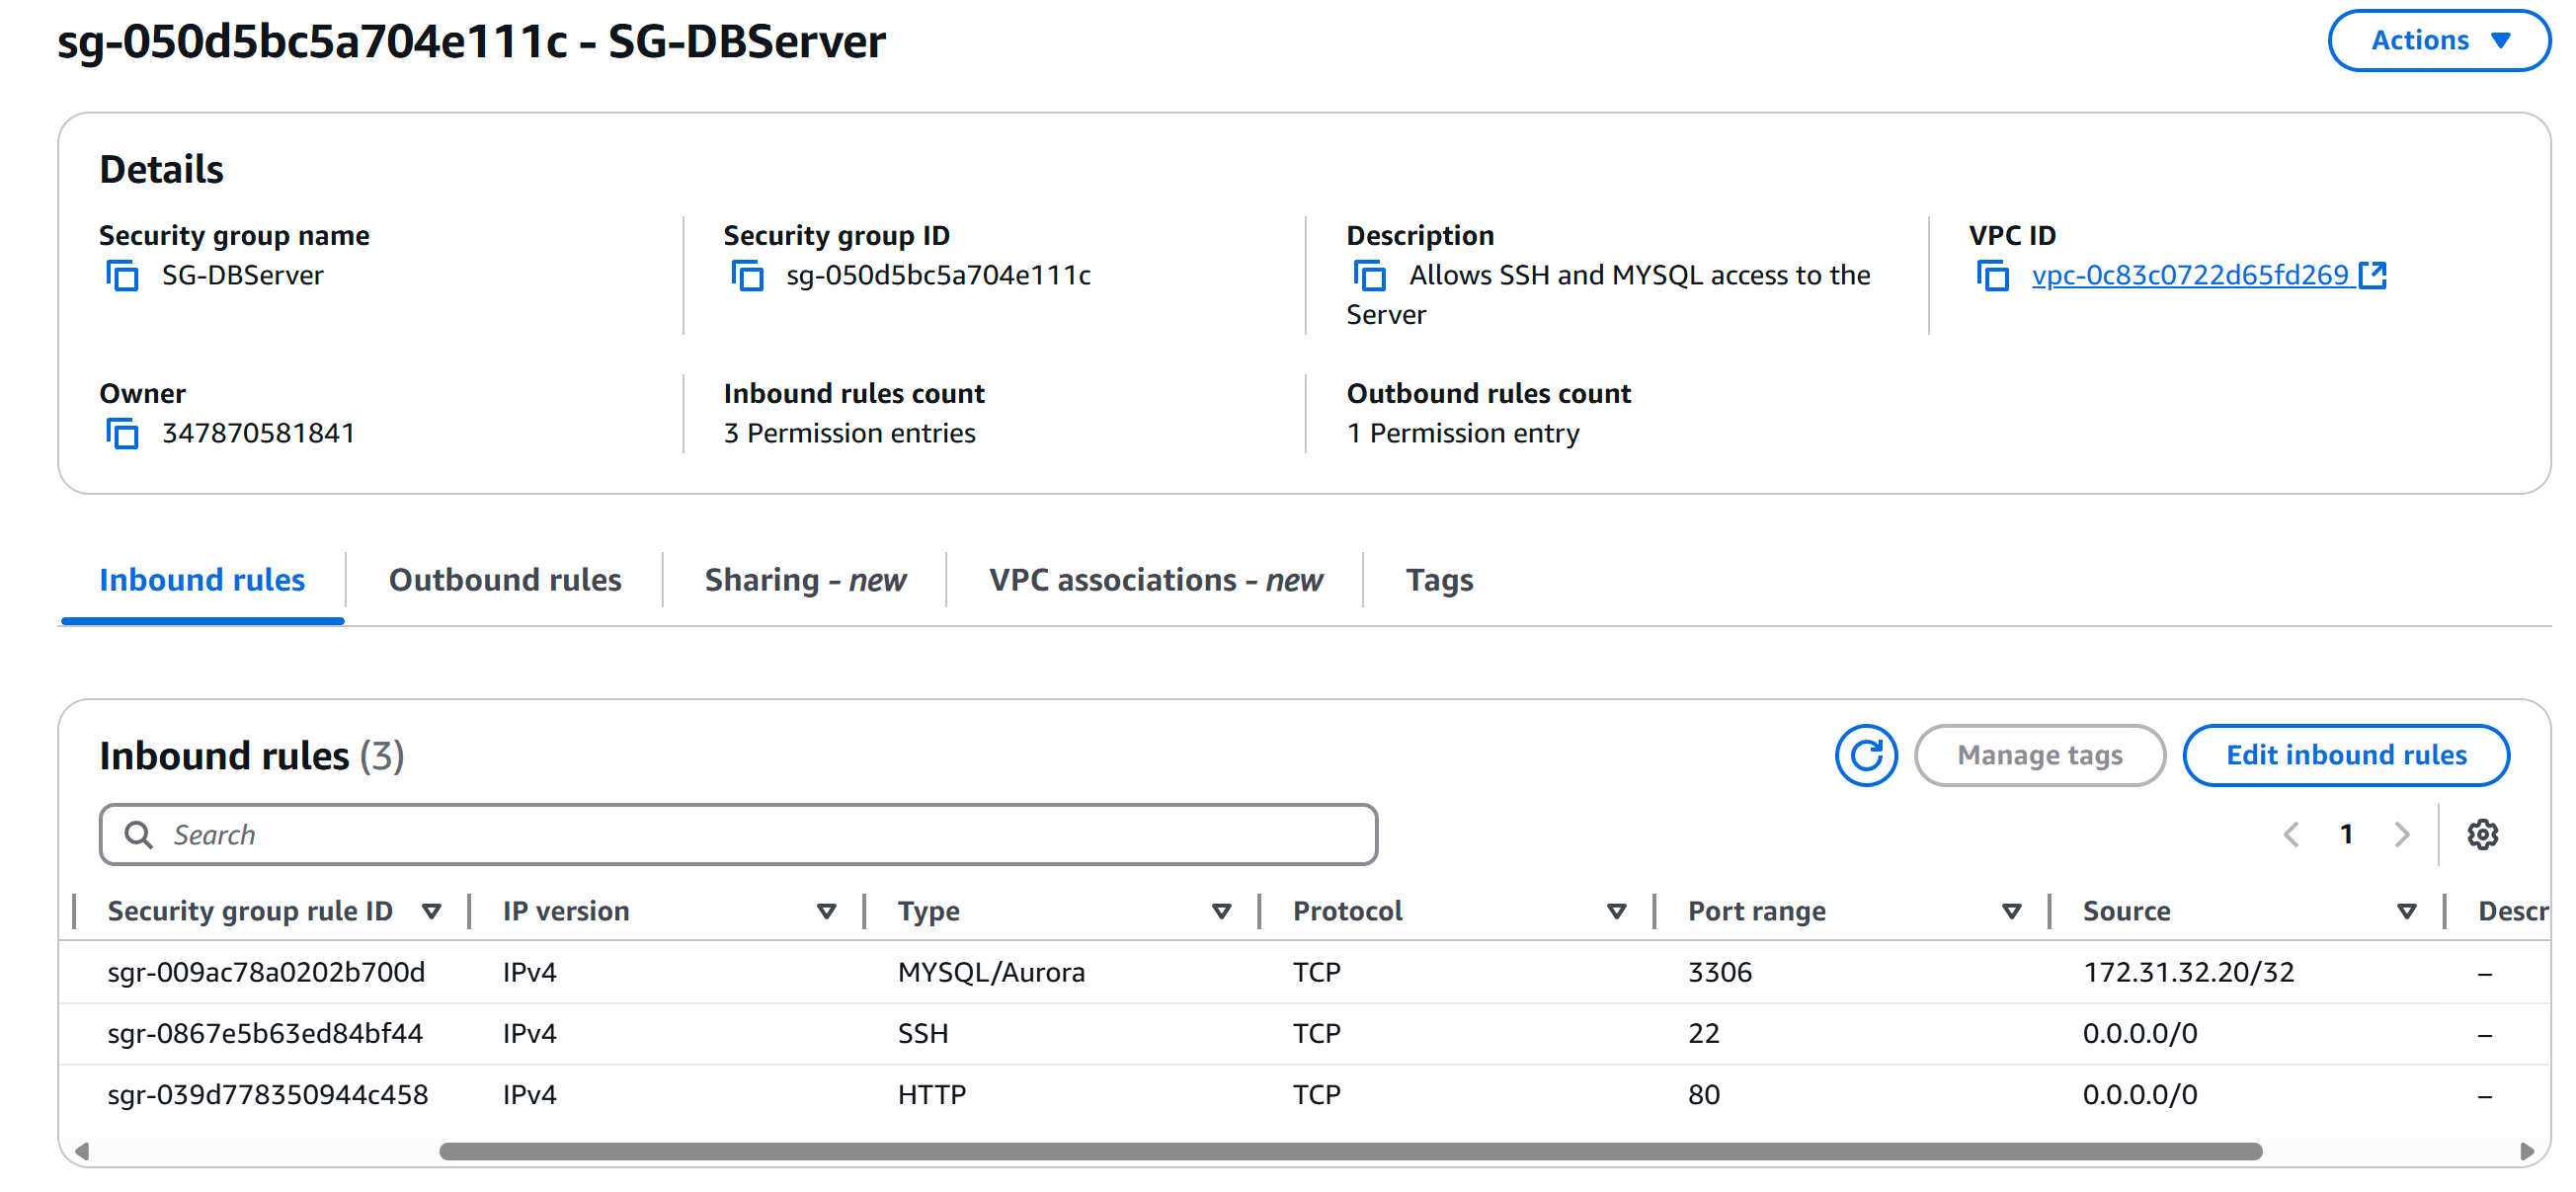 sg-050d5bc5a704e111c - SG-DBServer
Actions
Details
Security group name
SG-DBServer
Security group ID
sg-050d5bc5a704e111c
Description
Allows SSH and MYSQL access to the
Server
VPC ID
vpc-0c83c0722d65fd269
Owner
347870581841
Inbound rules count
3 Permission entries
Outbound rules count
1 Permission entry
Inbound rules Outbound rules Sharing - new VPC associations - new Tags
Inbound rules (3)
Manage tags Edit inbound rules
Search
1
Security group rule ID IP version Type Protocol Port range Source Descr
sgr-009ac78a0202b700d IPv4 MYSQL/Aurora TCP 3306 172.31.32.20/32 –
sgr-0867e5b63ed84bf44 IPv4 SSH TCP 22 0.0.0.0/0 –
sgr-039d778350944c458 IPv4 HTTP TCP 80 0.0.0.0/0 –